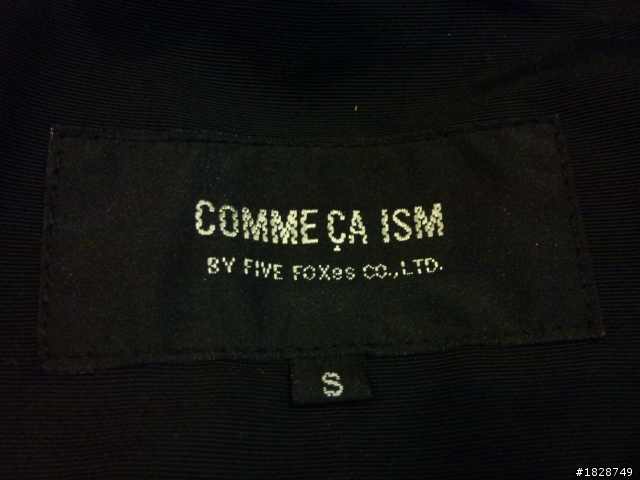 COMME ÇA ISM
BY FIVE FOXes CO.,LTD.
S
#1828749